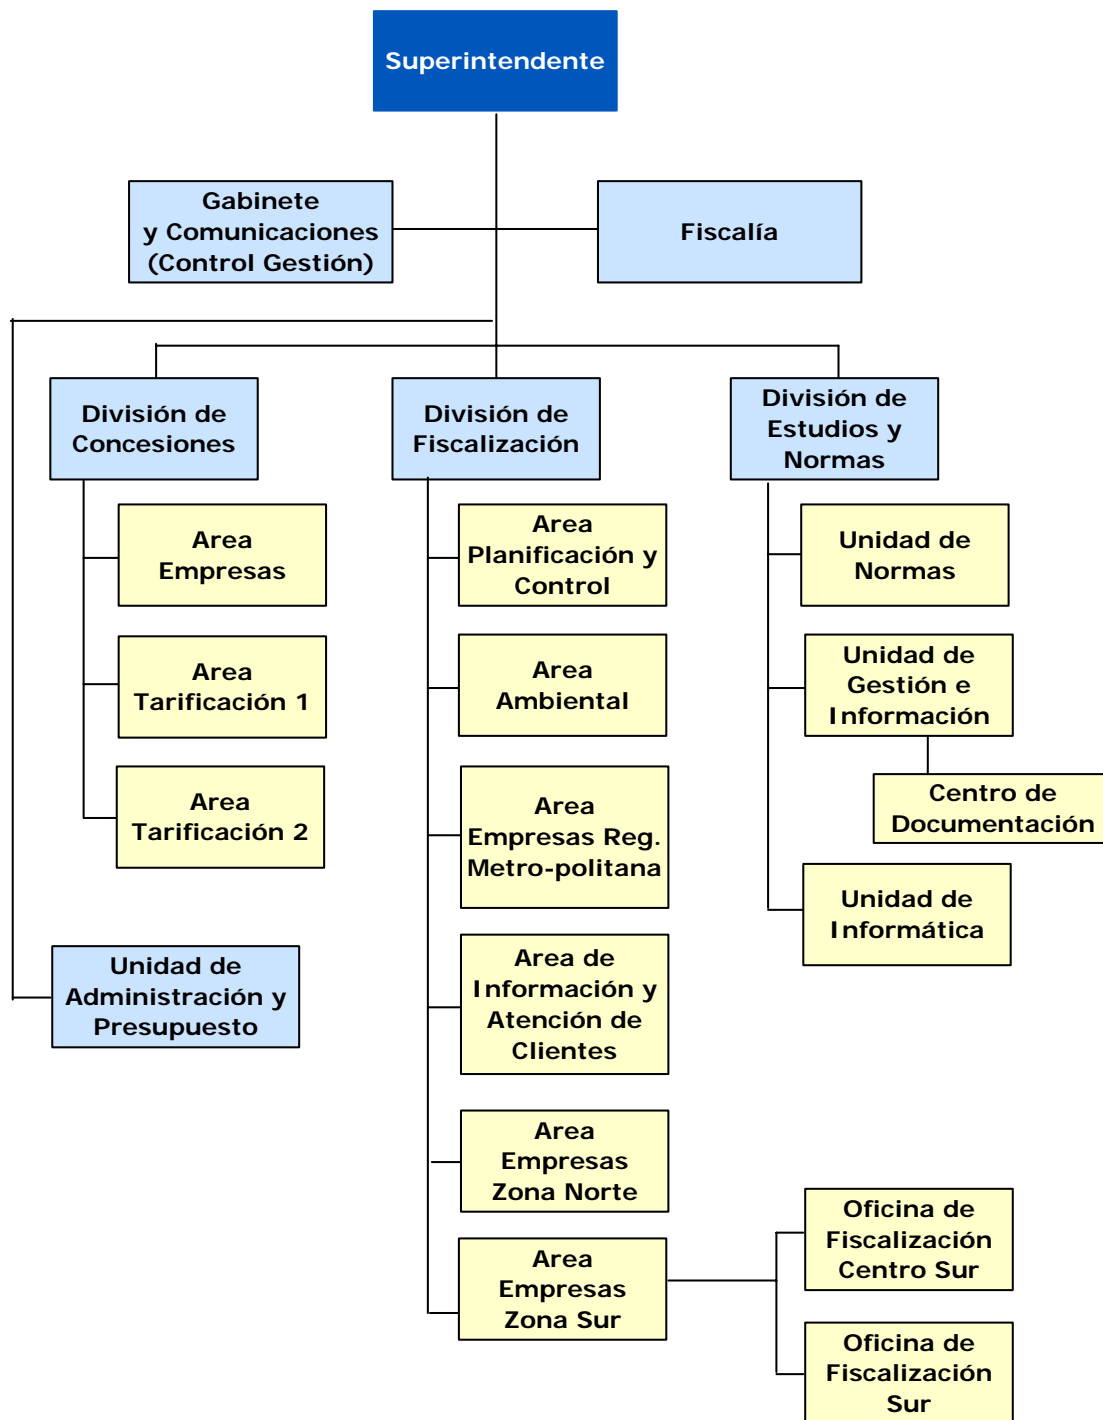 Superintendente
Gabinete
y Comunicaciones
(Control Gestión)
Fiscalía
División de
Concesiones
Area
Empresas
Area
Tarificación 1
Area
Tarificación 2
Unidad de
Administración y
Presupuesto
División de
Fiscalización
Area
Planificación y
Control
Area
Ambiental
Area
Empresas Reg.
Metro-politana
Area de
Información y
Atención de
Clientes
Area
Empresas
Zona Norte
Area
Empresas
Zona Sur
Oficina de
Fiscalización
Centro Sur
Oficina de
Fiscalización
Sur
División de
Estudios y
Normas
Unidad de
Normas
Unidad de
Gestión e
Información
Centro de
Documentación
Unidad de
Informática